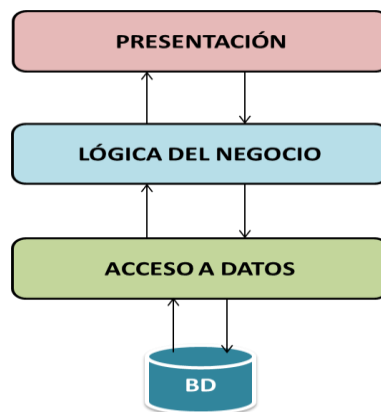 PRESENTACIÓN
LÓGICA DEL NEGOCIO
ACCESO A DATOS
BD